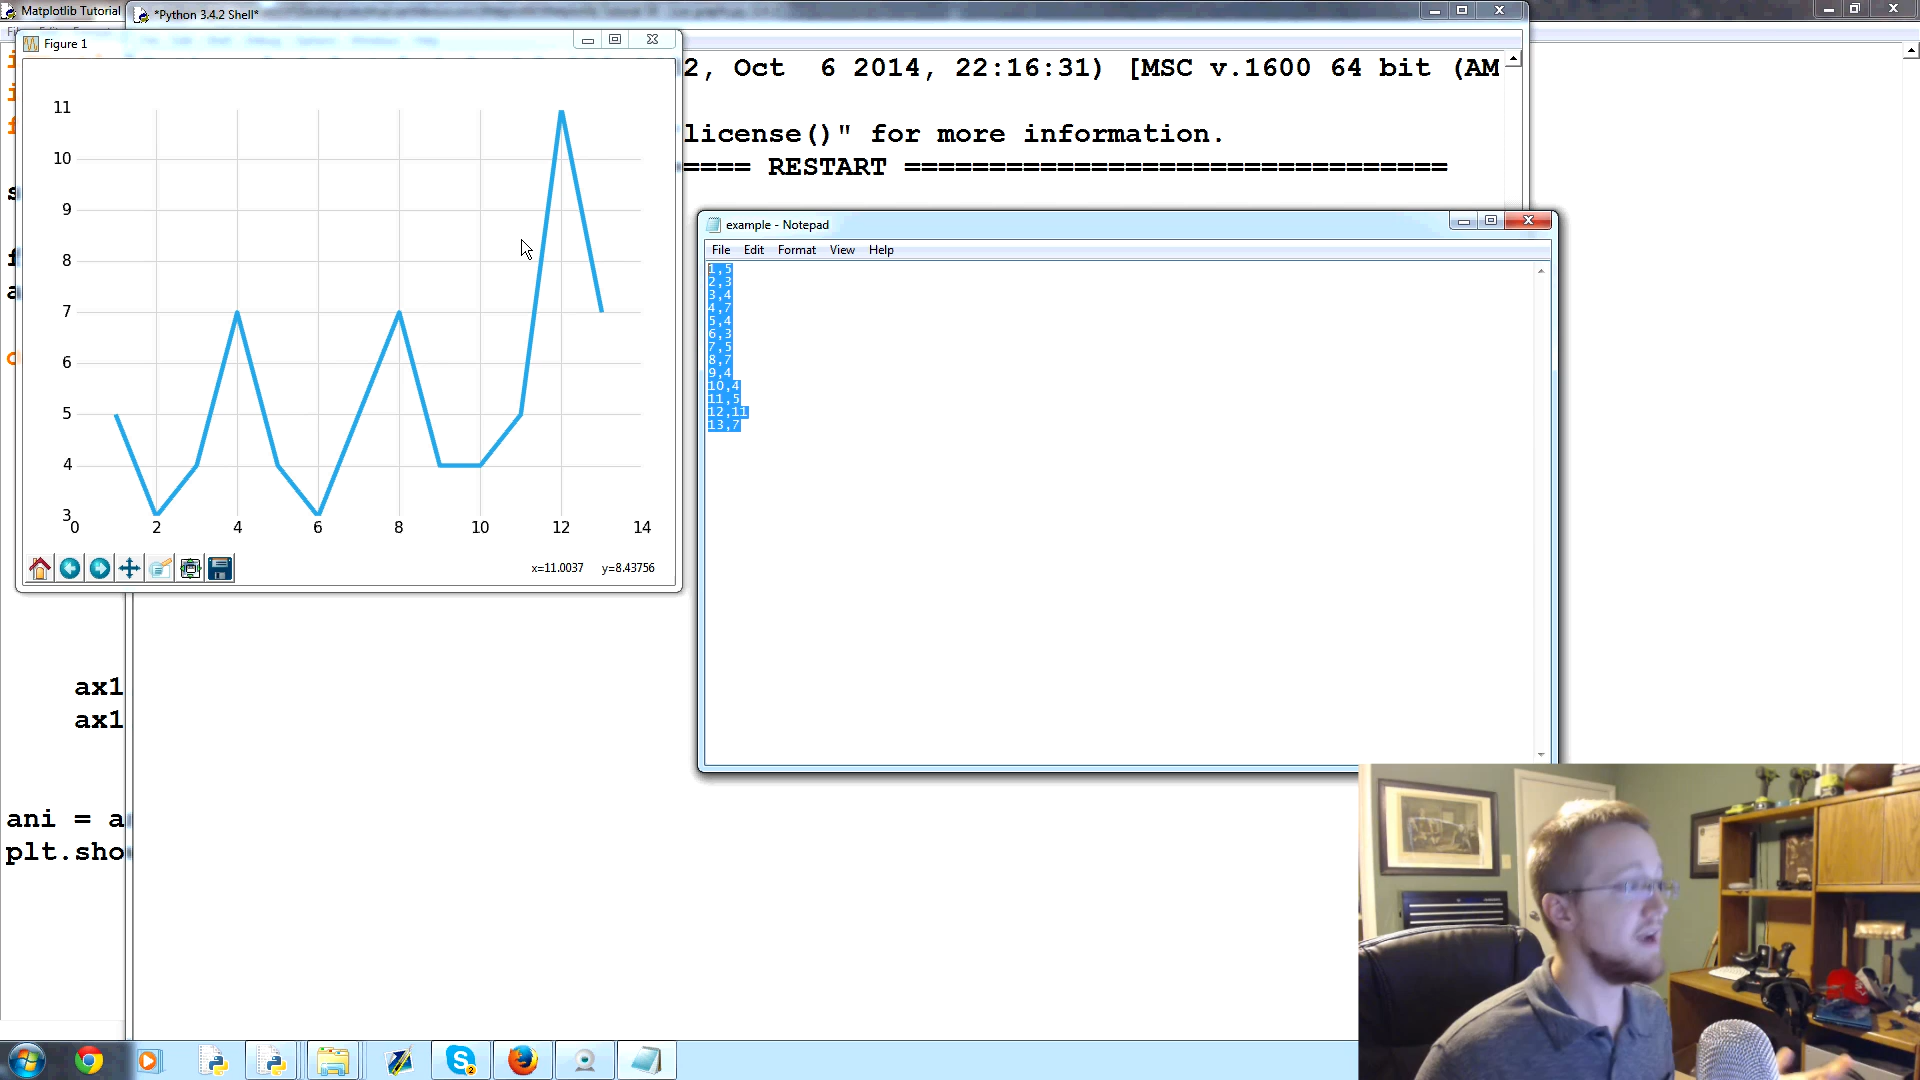 Matplotlib Tutorial
*Python 3.4.2 Shell*
Figure 1
2, Oct  6 2014, 22:16:31) [MSC v.1600 64 bit (AM
license()" for more information.
==== RESTART ================================
11
10
9
8
7
6
5
4
3
0 2 4 6 8 10 12 14
x=11.0037 y=8.43756
example - Notepad
File Edit Format View Help
1,5
2,3
3,4
4,7
5,4
6,3
7,5
8,7
9,4
10,4
11,5
12,11
13,7
ax1
ax1
ani = a
plt.sho
2